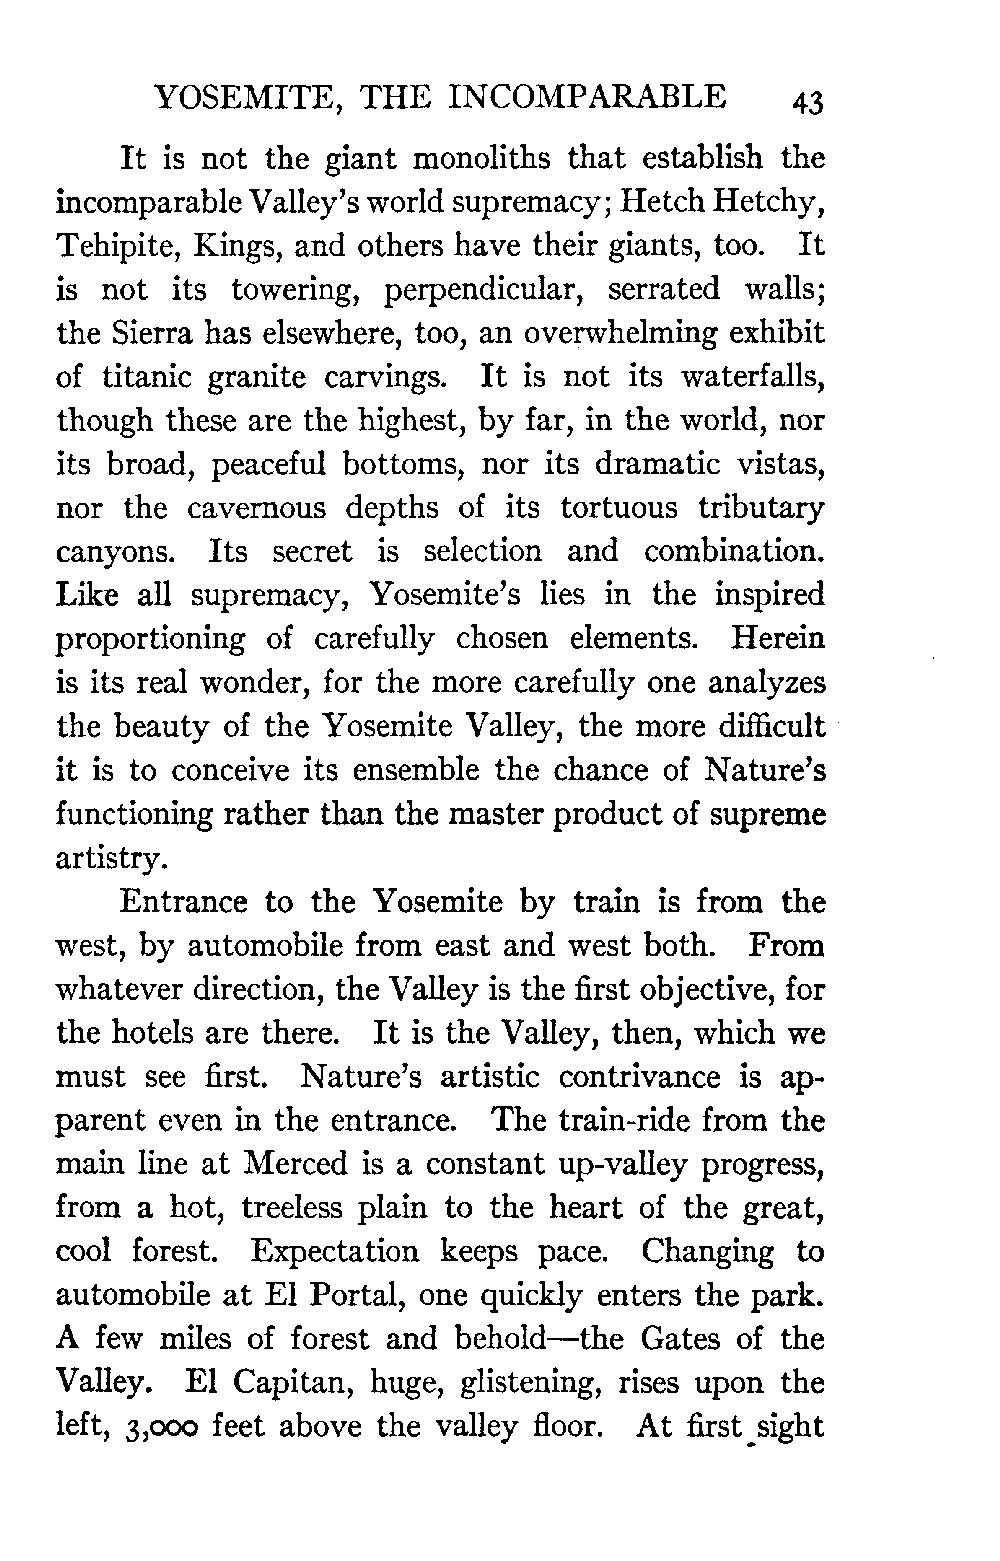 YOSEMITE, THE INCOMPARABLE 43
It is not the giant monoliths that establish the
incomparable Valley's world supremacy; Hetch Hetchy,
Tehipite, Kings, and others have their giants, too. It
is not its towering, perpendicular, serrated walls;
the Sierra has elsewhere, too, an overwhelming exhibit
of titanic granite carvings. It is not its waterfalls,
though these are the highest, by far, in the world, nor
its broad, peaceful bottoms, nor its dramatic vistas,
nor the cavernous depths of its tortuous tributary
canyons. Its secret is selection and combination.
Like all supremacy, Yosemite's lies in the inspired
proportioning of carefully chosen elements. Herein
is its real wonder, for the more carefully one analyzes
the beauty of the Yosemite Valley, the more difficult
it is to conceive its ensemble the chance of Nature's
functioning rather than the master product of supreme
artistry.
Entrance to the Yosemite by train is from the
west, by automobile from east and west both. From
whatever direction, the Valley is the first objective, for
the hotels are there. It is the Valley, then, which we
must see first. Nature's artistic contrivance is ap-
parent even in the entrance. The train-ride from the
main line at Merced is a constant up-valley progress,
from a hot, treeless plain to the heart of the great,
cool forest. Expectation keeps pace. Changing to
automobile at El Portal, one quickly enters the park.
A few miles of forest and behold—the Gates of the
Valley. El Capitan, huge, glistening, rises upon the
left, 3,000 feet above the valley floor. At first sight